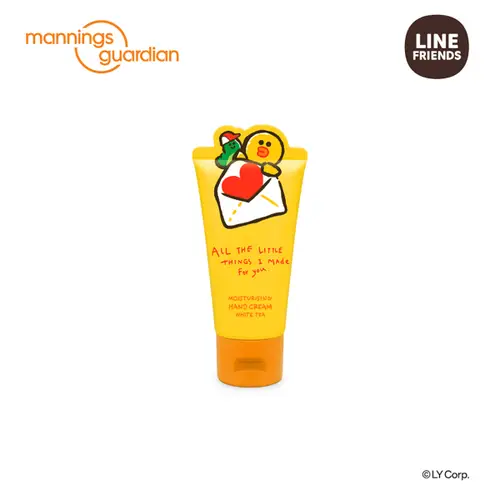 mannings
guardian
LINE
FRIENDS
ALL THE LITTLE
THINGS I MADE
For you
MOISTURISING
HAND CREAM
WHITE TEA
©LY Corp.